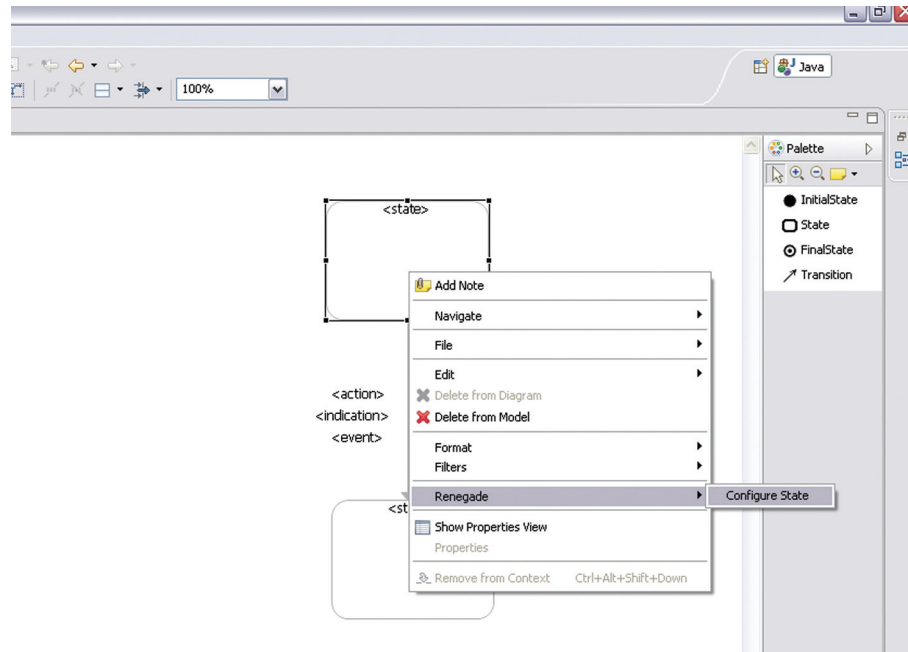 Java
100%
Palette
InitialState
State
FinalState
Transition
<state>
Add Note
Navigate
File
Edit
Delete from Diagram
Delete from Model
Format
Filters
Renegade
Configure State
Show Properties View
Properties
Remove from Context Ctrl+Alt+Shift+Down
<action>
<indication>
<event>
<st